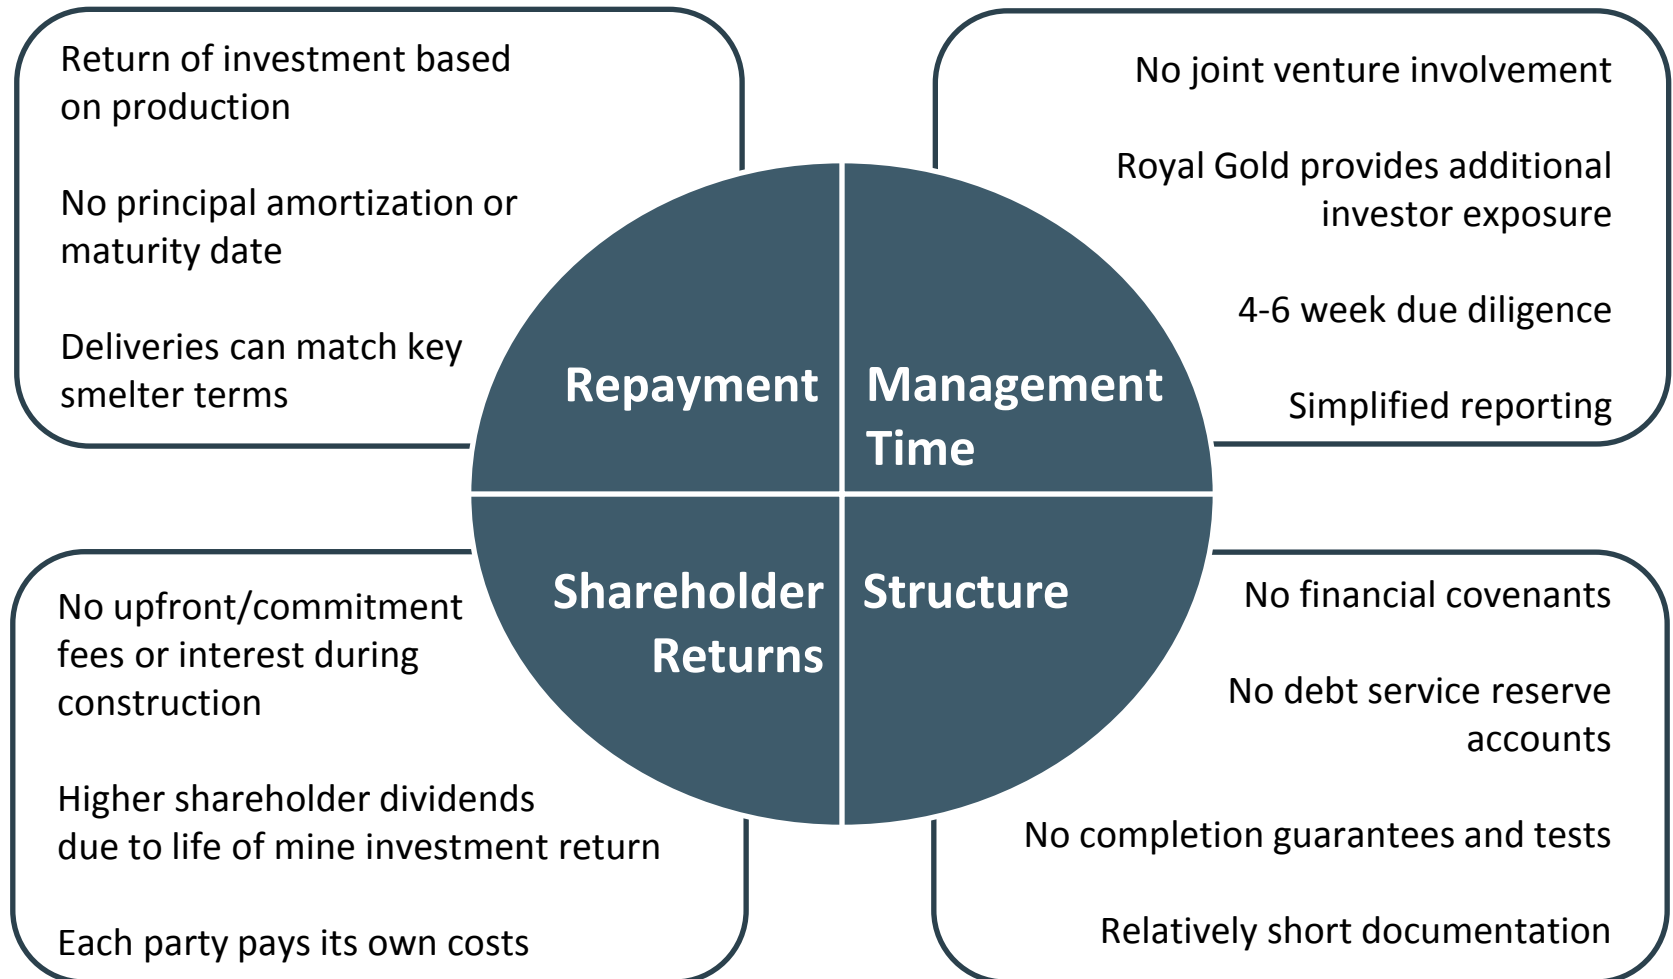 Return of investment based
on production
No principal amortization or
maturity date
Deliveries can match key
smelter terms
No joint venture involvement
Royal Gold provides additional
investor exposure
4-6 week due diligence
Simplified reporting
Repayment
Management
Time
Shareholder
Returns
Structure
No upfront/commitment
fees or interest during
construction
Higher shareholder dividends
due to life of mine investment return
Each party pays its own costs
No financial covenants
No debt service reserve
accounts
No completion guarantees and tests
Relatively short documentation